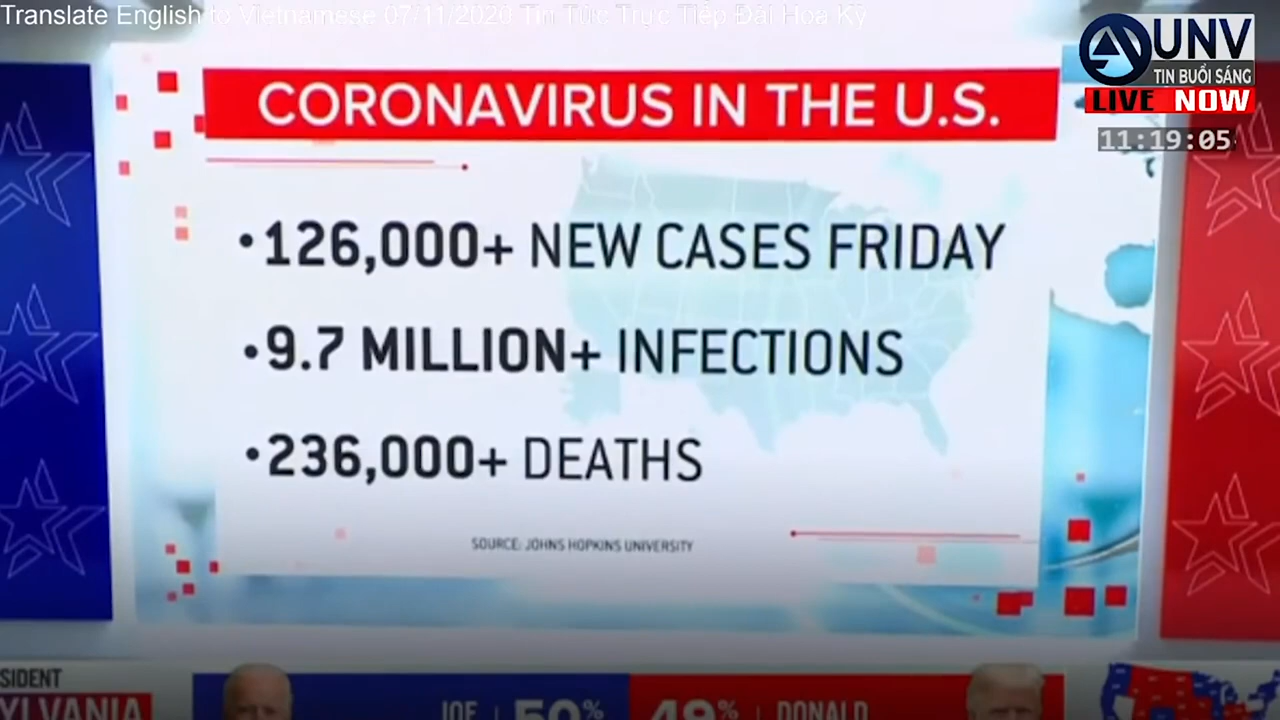 Translate English to Vietnamese 07/11/2020 Tin Tức Trực Tiếp Đài Hoa Kỳ
UNV
TIN BUỔI SÁNG
LIVE NOW
11:19:05
CORONAVIRUS IN THE U.S.
•126,000+ NEW CASES FRIDAY
•9.7 MILLION+ INFECTIONS
•236,000+ DEATHS
SOURCE: JOHNS HOPKINS UNIVERSITY
SIDENT
YLVANIA
JOE 50% 49% DONALD